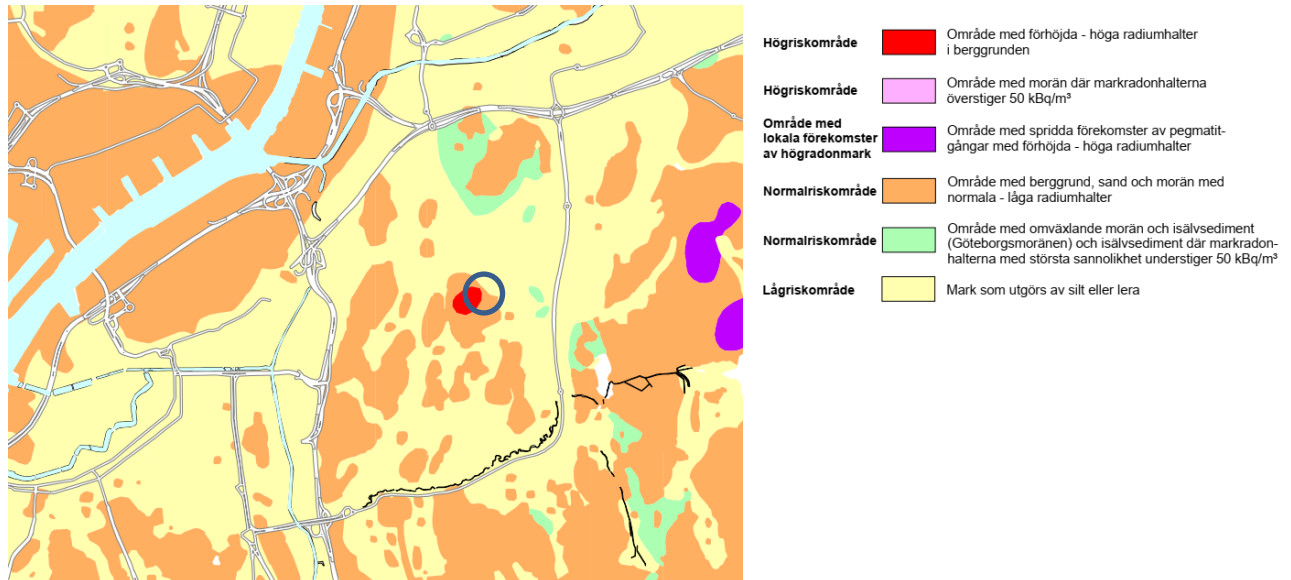 Högriskområde
Område med förhöjda - höga radiumhalter
i berggrunden
Högriskområde
Område med morän där markradonhalterna
överstiger 50 kBq/m³
Område med
lokala förekomster
av högradonmark
Område med spridda förekomster av pegmatit-
gångar med förhöjda - höga radiumhalter
Normalriskområde
Område med berggrund, sand och morän med
normala - låga radiumhalter
Normalriskområde
Område med omväxlande morän och isälvsediment
(Göteborgsmoränen) och isälvsediment där markradon-
halterna med största sannolikhet understiger 50 kBq/m³
Lågriskområde
Mark som utgörs av silt eller lera